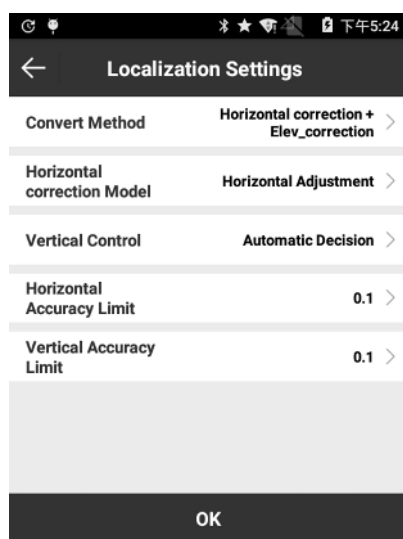 下午5:24
Localization Settings
Convert Method
Horizontal correction +
Elev_correction
Horizontal
correction Model
Horizontal Adjustment
Vertical Control
Automatic Decision
Horizontal
Accuracy Limit
0.1
Vertical Accuracy
Limit
0.1
OK